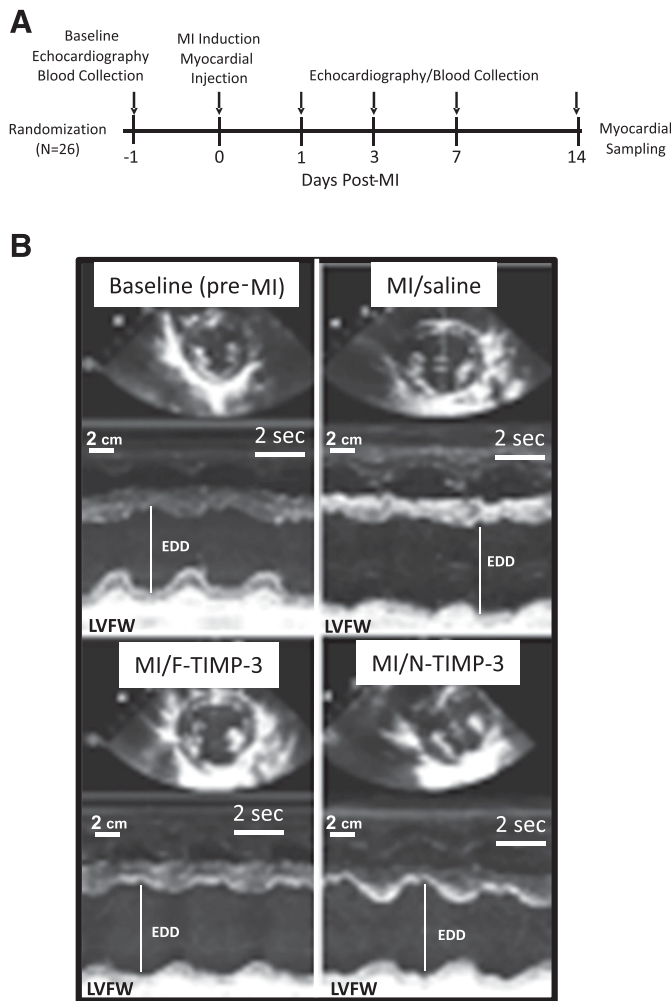 A
Baseline
Echocardiography
Blood Collection
MI Induction
Myocardial
Injection
Echocardiography/Blood Collection
Randomization
(N=26)
Myocardial
Sampling
-1
0
1
3
7
14
Days Post-MI
B
Baseline (pre-MI)
MI/saline
2 cm
2 sec
2 cm
2 sec
EDD
EDD
LVFW
LVFW
MI/F-TIMP-3
MI/N-TIMP-3
2 cm
2 sec
2 cm
2 sec
EDD
EDD
LVFW
LVFW